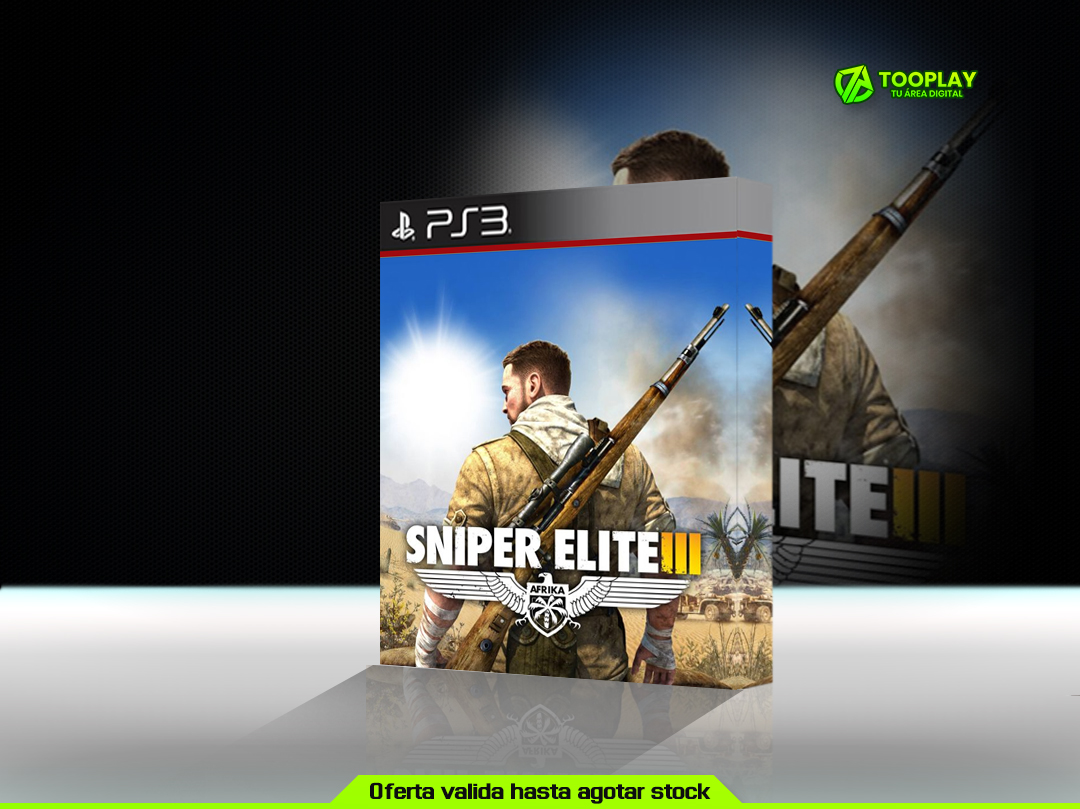 TOOPLAY
TU ÁREA DIGITAL
PS3
SNIPER ELITE III
AFRIKA
LITE III
Oferta valida hasta agotar stock